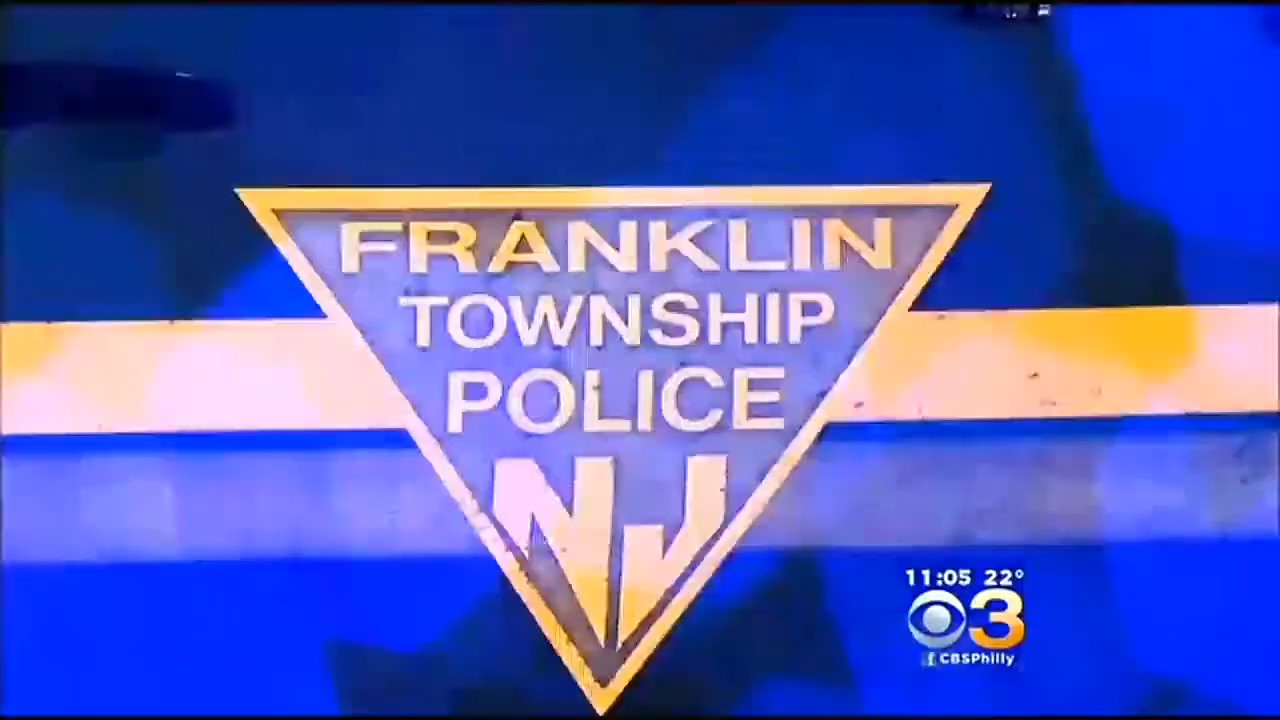 FRANKLIN
TOWNSHIP
POLICE
NJ
11:05 22°
3
f CBSPhilly